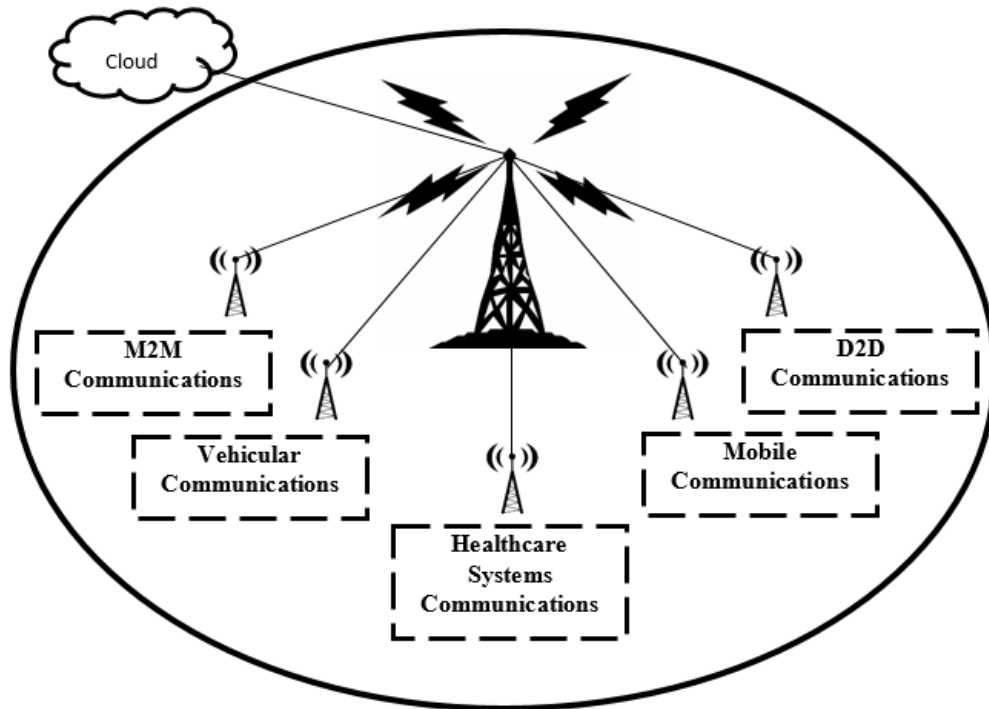 Cloud
M2M
Communications
D2D
Communications
Vehicular
Communications
Mobile
Communications
Healthcare
Systems
Communications